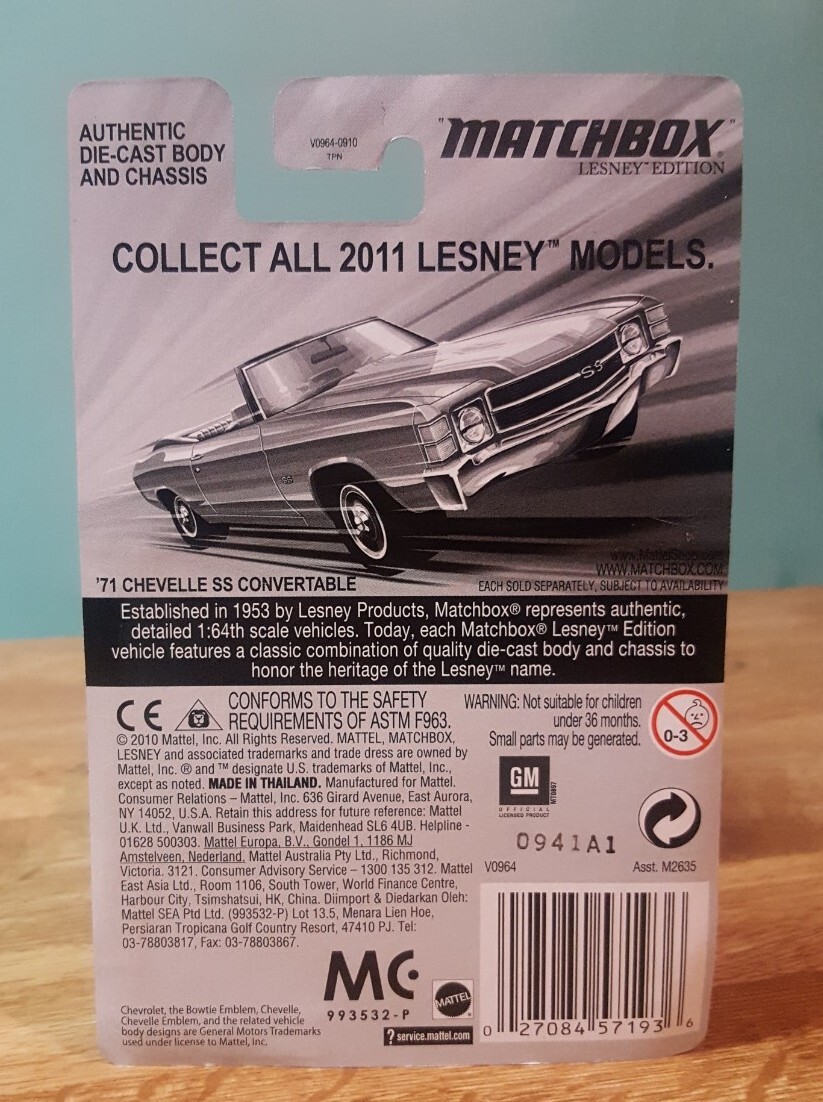 AUTHENTIC
DIE-CAST BODY
AND CHASSIS
V0964-0910
TPN
"MATCHBOX"®
LESNEY™ EDITION
COLLECT ALL 2011 LESNEY™ MODELS.
SS
SS
www.MattelShop.com
WWW.MATCHBOX.COM
'71 CHEVELLE SS CONVERTABLE
EACH SOLD SEPARATELY, SUBJECT TO AVAILABILITY
Established in 1953 by Lesney Products, Matchbox® represents authentic,
detailed 1:64th scale vehicles. Today, each Matchbox® Lesney™ Edition
vehicle features a classic combination of quality die-cast body and chassis to
honor the heritage of the Lesney™ name.
CE
CONFORMS TO THE SAFETY
REQUIREMENTS OF ASTM F963.
© 2010 Mattel, Inc. All Rights Reserved. MATTEL, MATCHBOX,
LESNEY and associated trademarks and trade dress are owned by
Mattel, Inc. ® and ™ designate U.S. trademarks of Mattel, Inc.,
except as noted. MADE IN THAILAND. Manufactured for Mattel.
Consumer Relations – Mattel, Inc. 636 Girard Avenue, East Aurora,
NY 14052, U.S.A. Retain this address for future reference: Mattel
U.K. Ltd., Vanwall Business Park, Maidenhead SL6 4UB. Helpline -
01628 500303. Mattel Europa, B.V., Gondel 1, 1186 MJ
Amstelveen, Nederland. Mattel Australia Pty Ltd., Richmond,
Victoria. 3121. Consumer Advisory Service – 1300 135 312. Mattel
East Asia Ltd., Room 1106, South Tower, World Finance Centre,
Harbour City, Tsimshatsui, HK, China. Diimport & Diedarkan Oleh:
Mattel SEA Ptd Ltd. (993532-P) Lot 13.5, Menara Lien Hoe,
Persiaran Tropicana Golf Country Resort, 47410 PJ. Tel:
03-78803817, Fax: 03-78803867.
WARNING: Not suitable for children
under 36 months.
Small parts may be generated.
0-3
GM
MT0897
OFFICIAL
LICENSED PRODUCT
0941A1
V0964
Asst. M2635
MC
993532-P
MATTEL
? service.mattel.com
Chevrolet, the Bowtie Emblem, Chevelle,
Chevelle Emblem, and the related vehicle
body designs are General Motors Trademarks
used under license to Mattel, Inc.
0 27084 57193 6